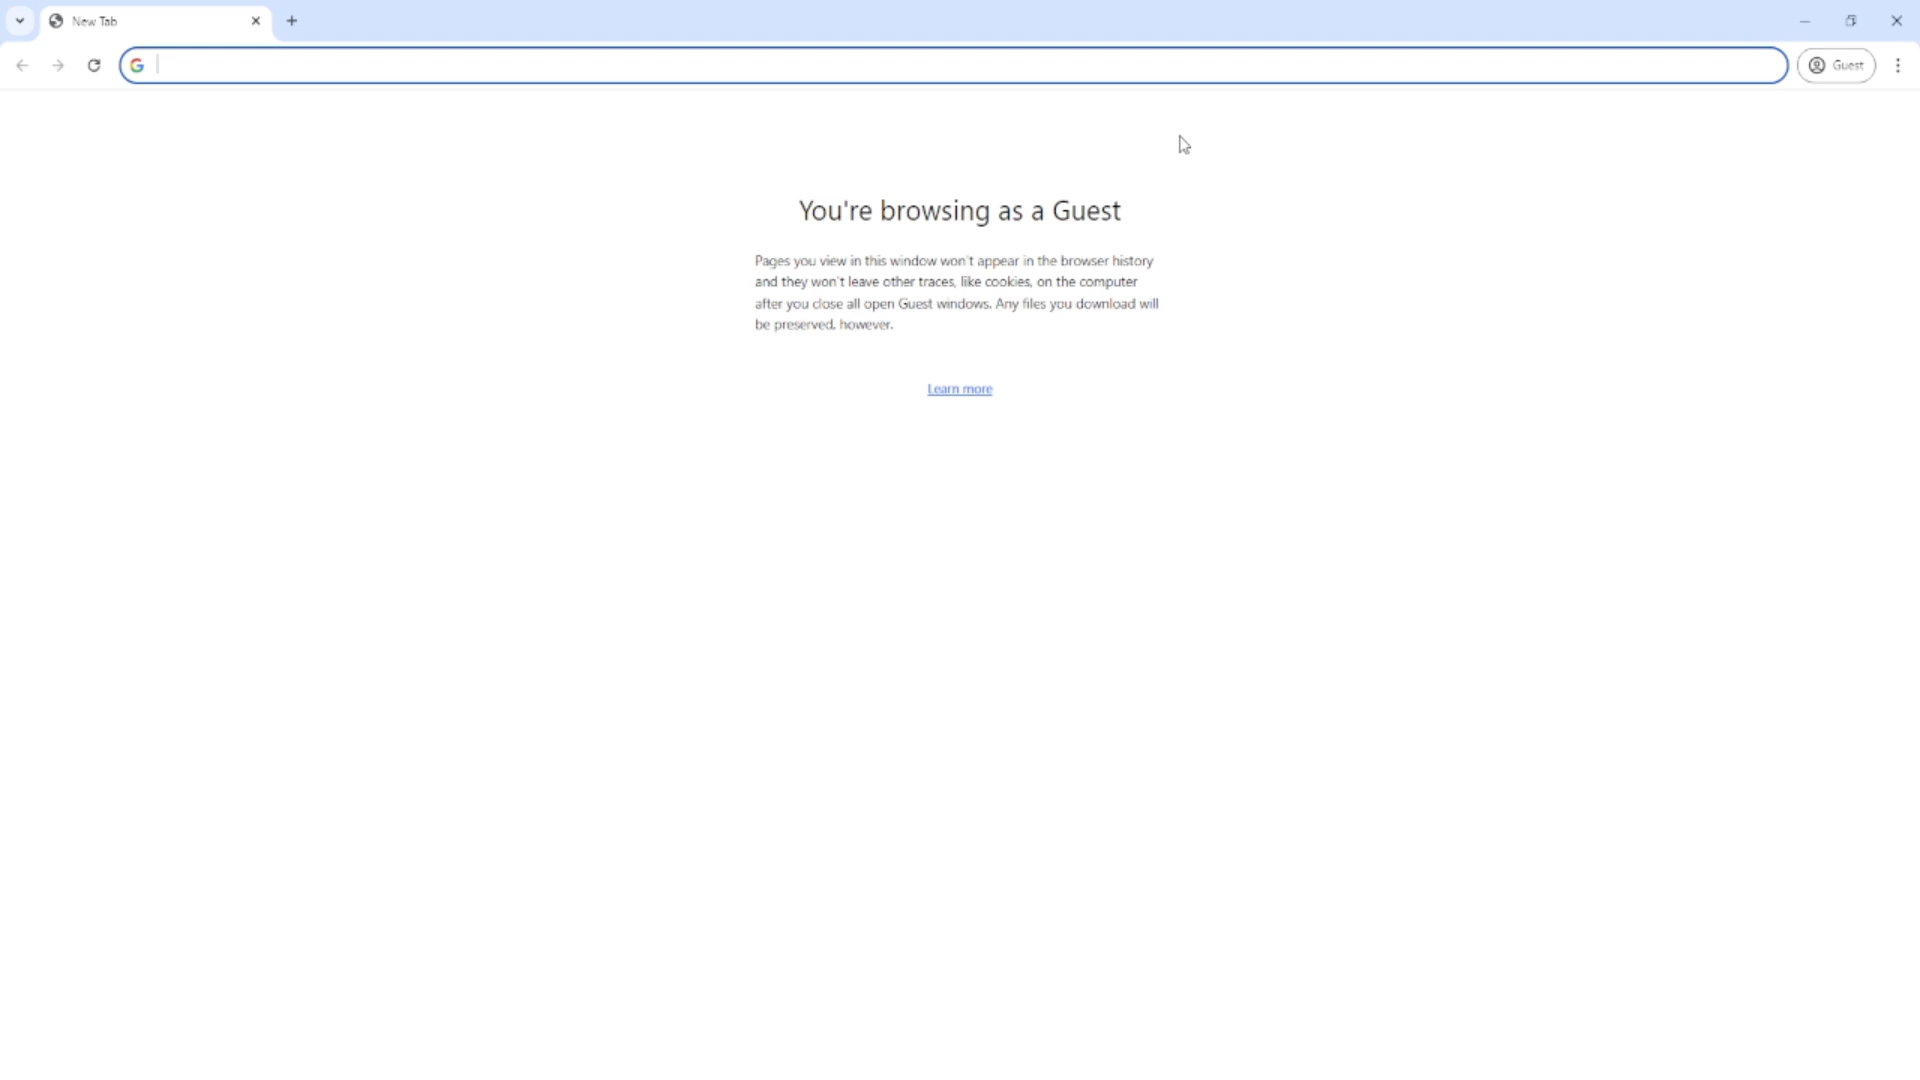 New Tab
Guest
You're browsing as a Guest
Pages you view in this window won't appear in the browser history
and they won't leave other traces, like cookies, on the computer
after you close all open Guest windows. Any files you download will
be preserved, however.
Learn more